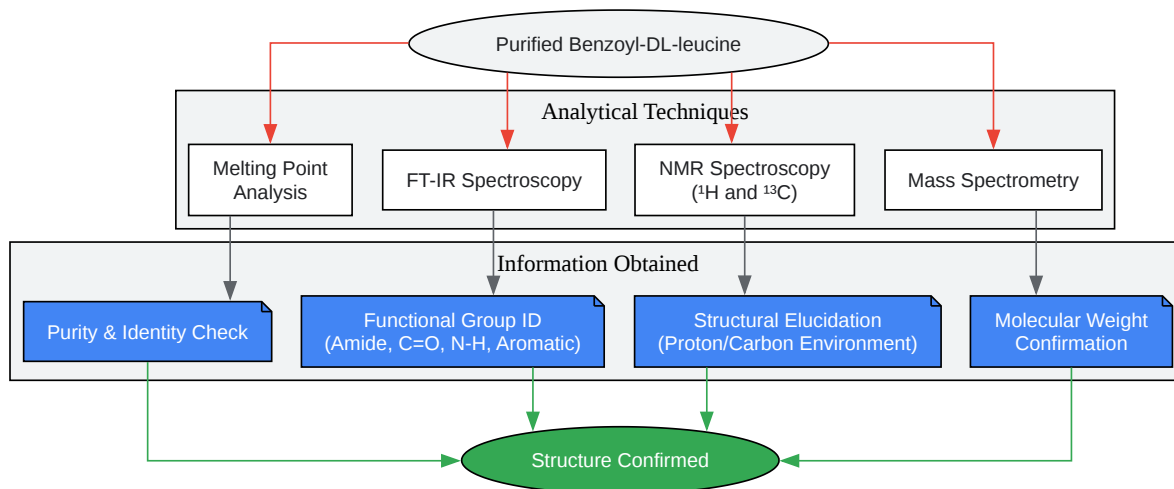 Purified Benzoyl-DL-leucine
Analytical Techniques
Melting Point
Analysis
FT-IR Spectroscopy
NMR Spectroscopy
(¹H and ¹³C)
Mass Spectrometry
Information Obtained
Purity & Identity Check
Functional Group ID
(Amide, C=O, N-H, Aromatic)
Structural Elucidation
(Proton/Carbon Environment)
Molecular Weight
Confirmation
Structure Confirmed